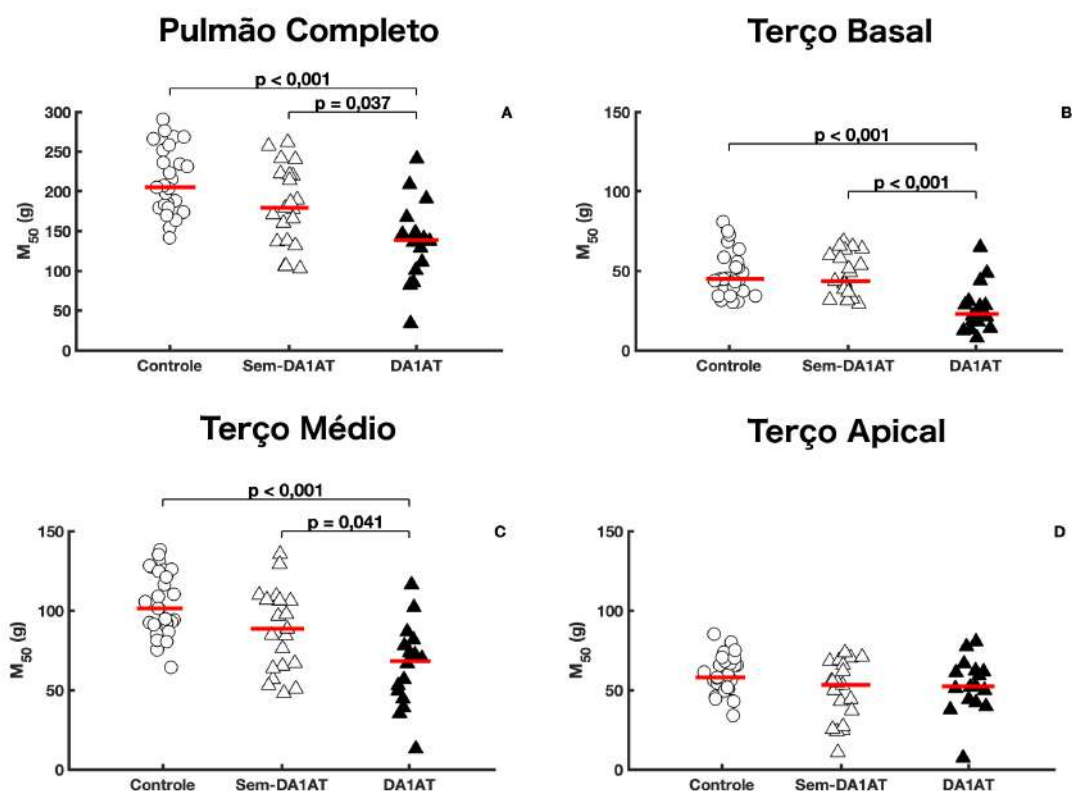 Pulmão Completo
p < 0,001
p = 0,037
A
300
250
200
150
100
50
0
M50 (g)
Controle Sem-DA1AT DA1AT
Terço Basal
B
p < 0,001
p < 0,001
150
100
50
0
M50 (g)
Controle Sem-DA1AT DA1AT
Terço Médio
p < 0,001
p = 0,041
C
150
100
50
0
M50 (g)
Controle Sem-DA1AT DA1AT
Terço Apical
D
150
100
50
0
M50 (g)
Controle Sem-DA1AT DA1AT